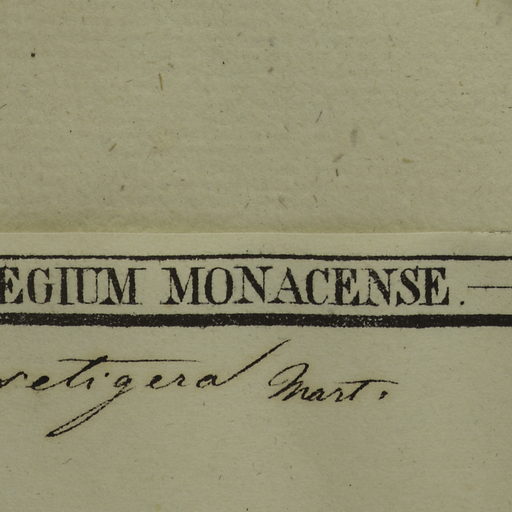 EGIUM MONACENSE. —
setigera Mart.